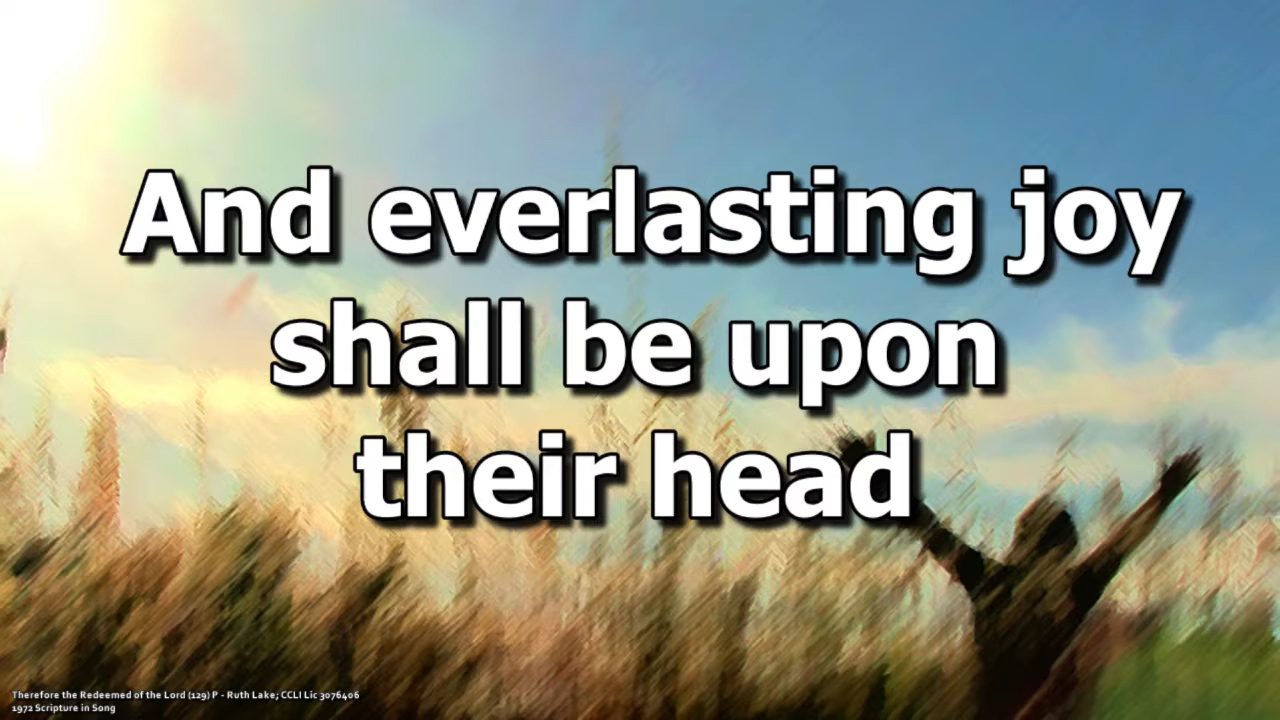 And everlasting joy
shall be upon
their head
Therefore the Redeemed of the Lord (129) P - Ruth Lake; CCLI Lic 3076406
1972 Scripture in Song